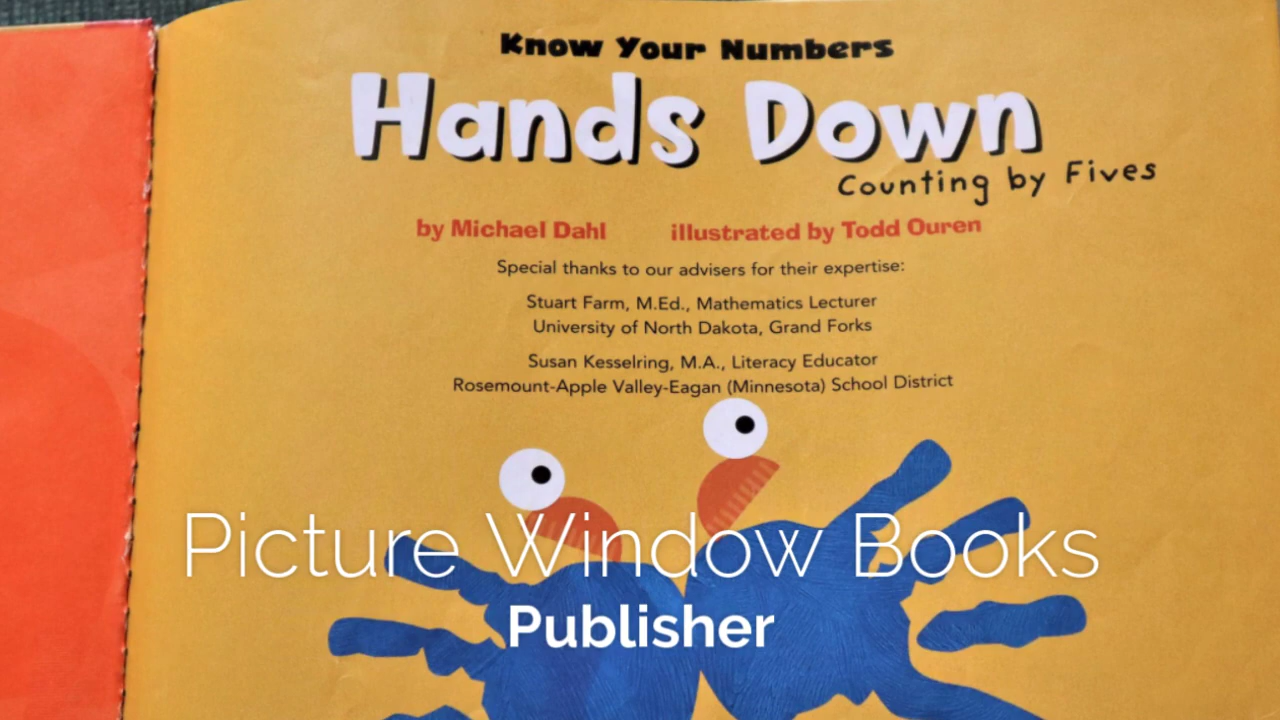 Know Your Numbers
Hands Down
Counting by Fives
by Michael Dahl illustrated by Todd Ouren
Special thanks to our advisers for their expertise:
Stuart Farm, M.Ed., Mathematics Lecturer
University of North Dakota, Grand Forks
Susan Kesselring, M.A., Literacy Educator
Rosemount-Apple Valley-Eagan (Minnesota) School District
Picture Window Books
Publisher